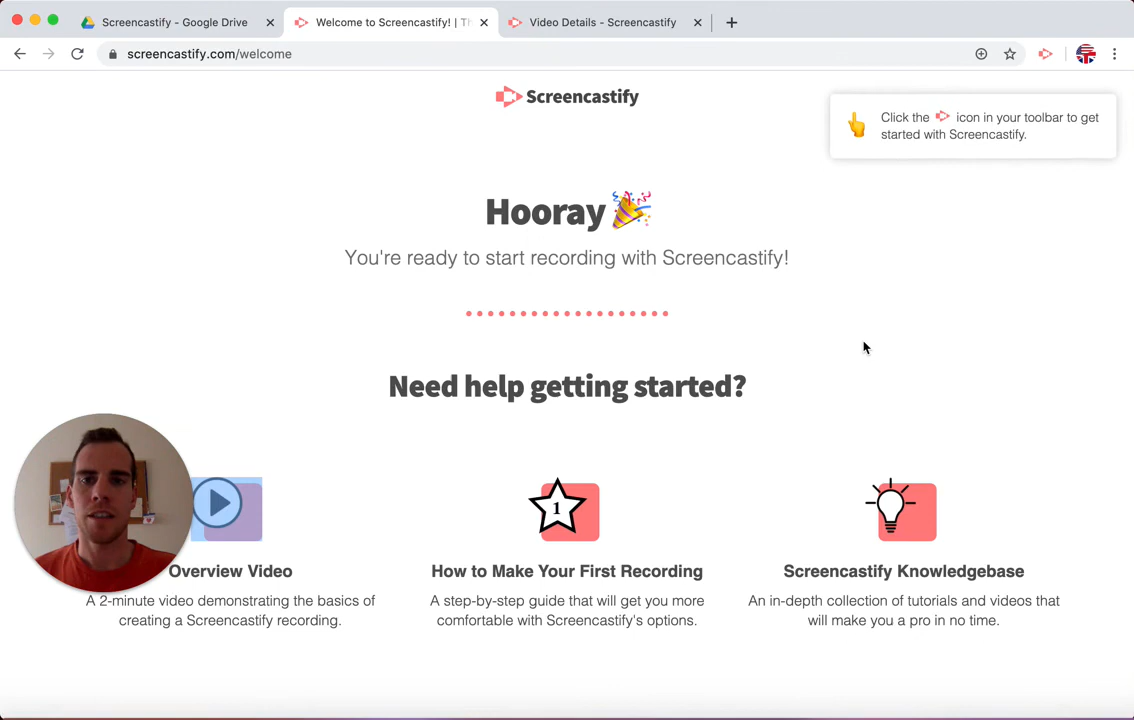 Screencastify - Google Drive
Welcome to Screencastify! | Th
Video Details - Screencastify
screencastify.com/welcome
Screencastify
Click the icon in your toolbar to get
started with Screencastify.
Hooray
You're ready to start recording with Screencastify!
Need help getting started?
1
Overview Video
How to Make Your First Recording
Screencastify Knowledgebase
A 2-minute video demonstrating the basics of
creating a Screencastify recording.
A step-by-step guide that will get you more
comfortable with Screencastify's options.
An in-depth collection of tutorials and videos that
will make you a pro in no time.